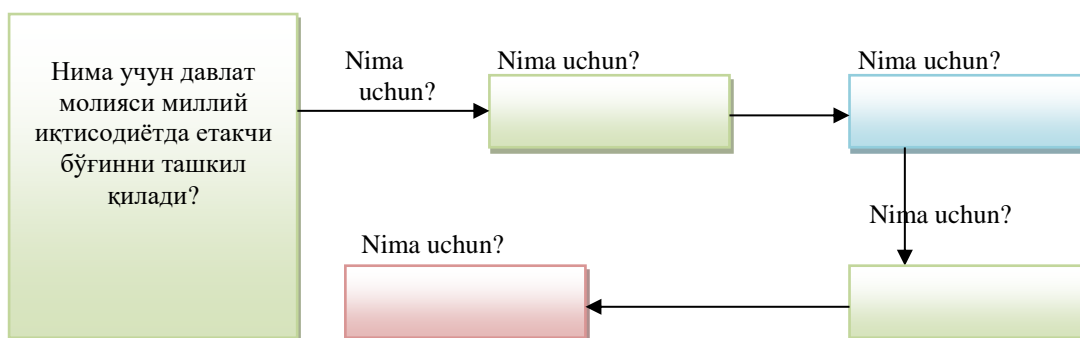 Нима учун давлат
молияси миллий
иқтисодиётда етакчи
бўғинни ташкил
қилади?
Nima
uchun?
Nima uchun?
Nima uchun?
Nima uchun?
Nima uchun?